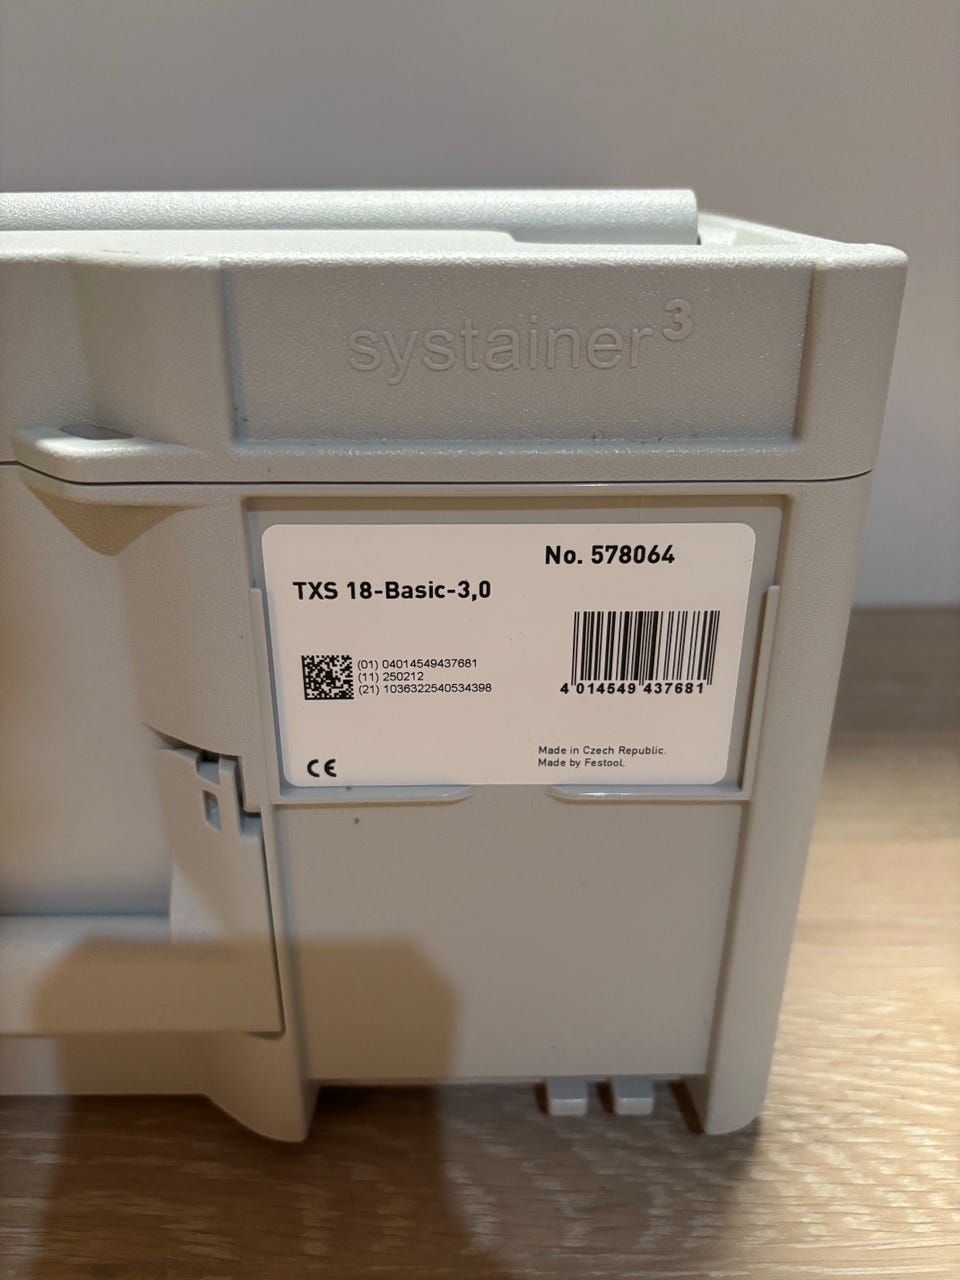 systainer³
No. 578064
TXS 18-Basic-3,0
(01) 04014549437681
(11) 250212
(21) 1036322540534398
4 014549 437681
Made in Czech Republic.
Made by Festool.
CE